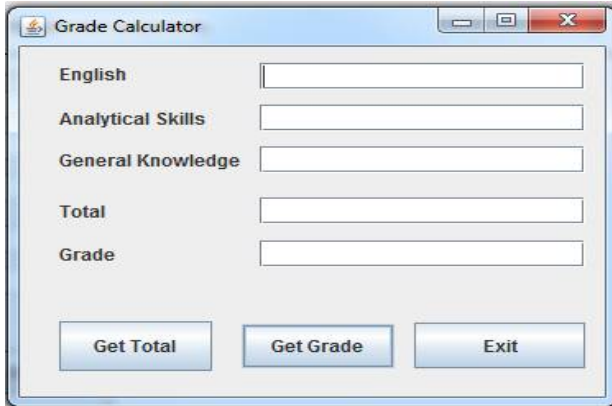 Grade Calculator
English
Analytical Skills
General Knowledge
Total
Grade
Get Total Get Grade Exit